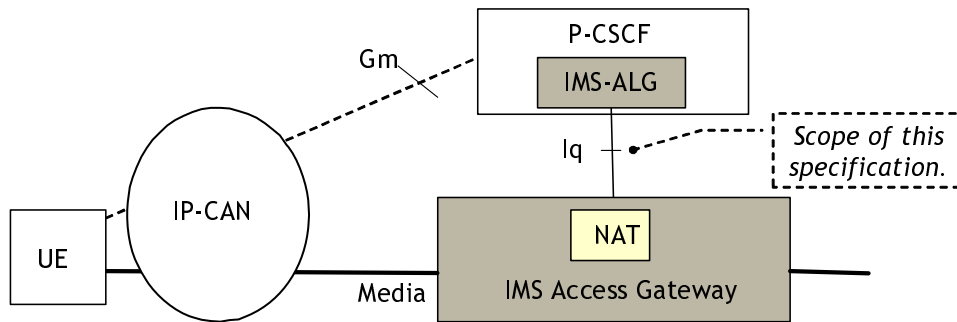 P-CSCF
Gm
IMS-ALG
Iq
Scope of this
specification.
IP-CAN
NAT
UE
Media
IMS Access Gateway